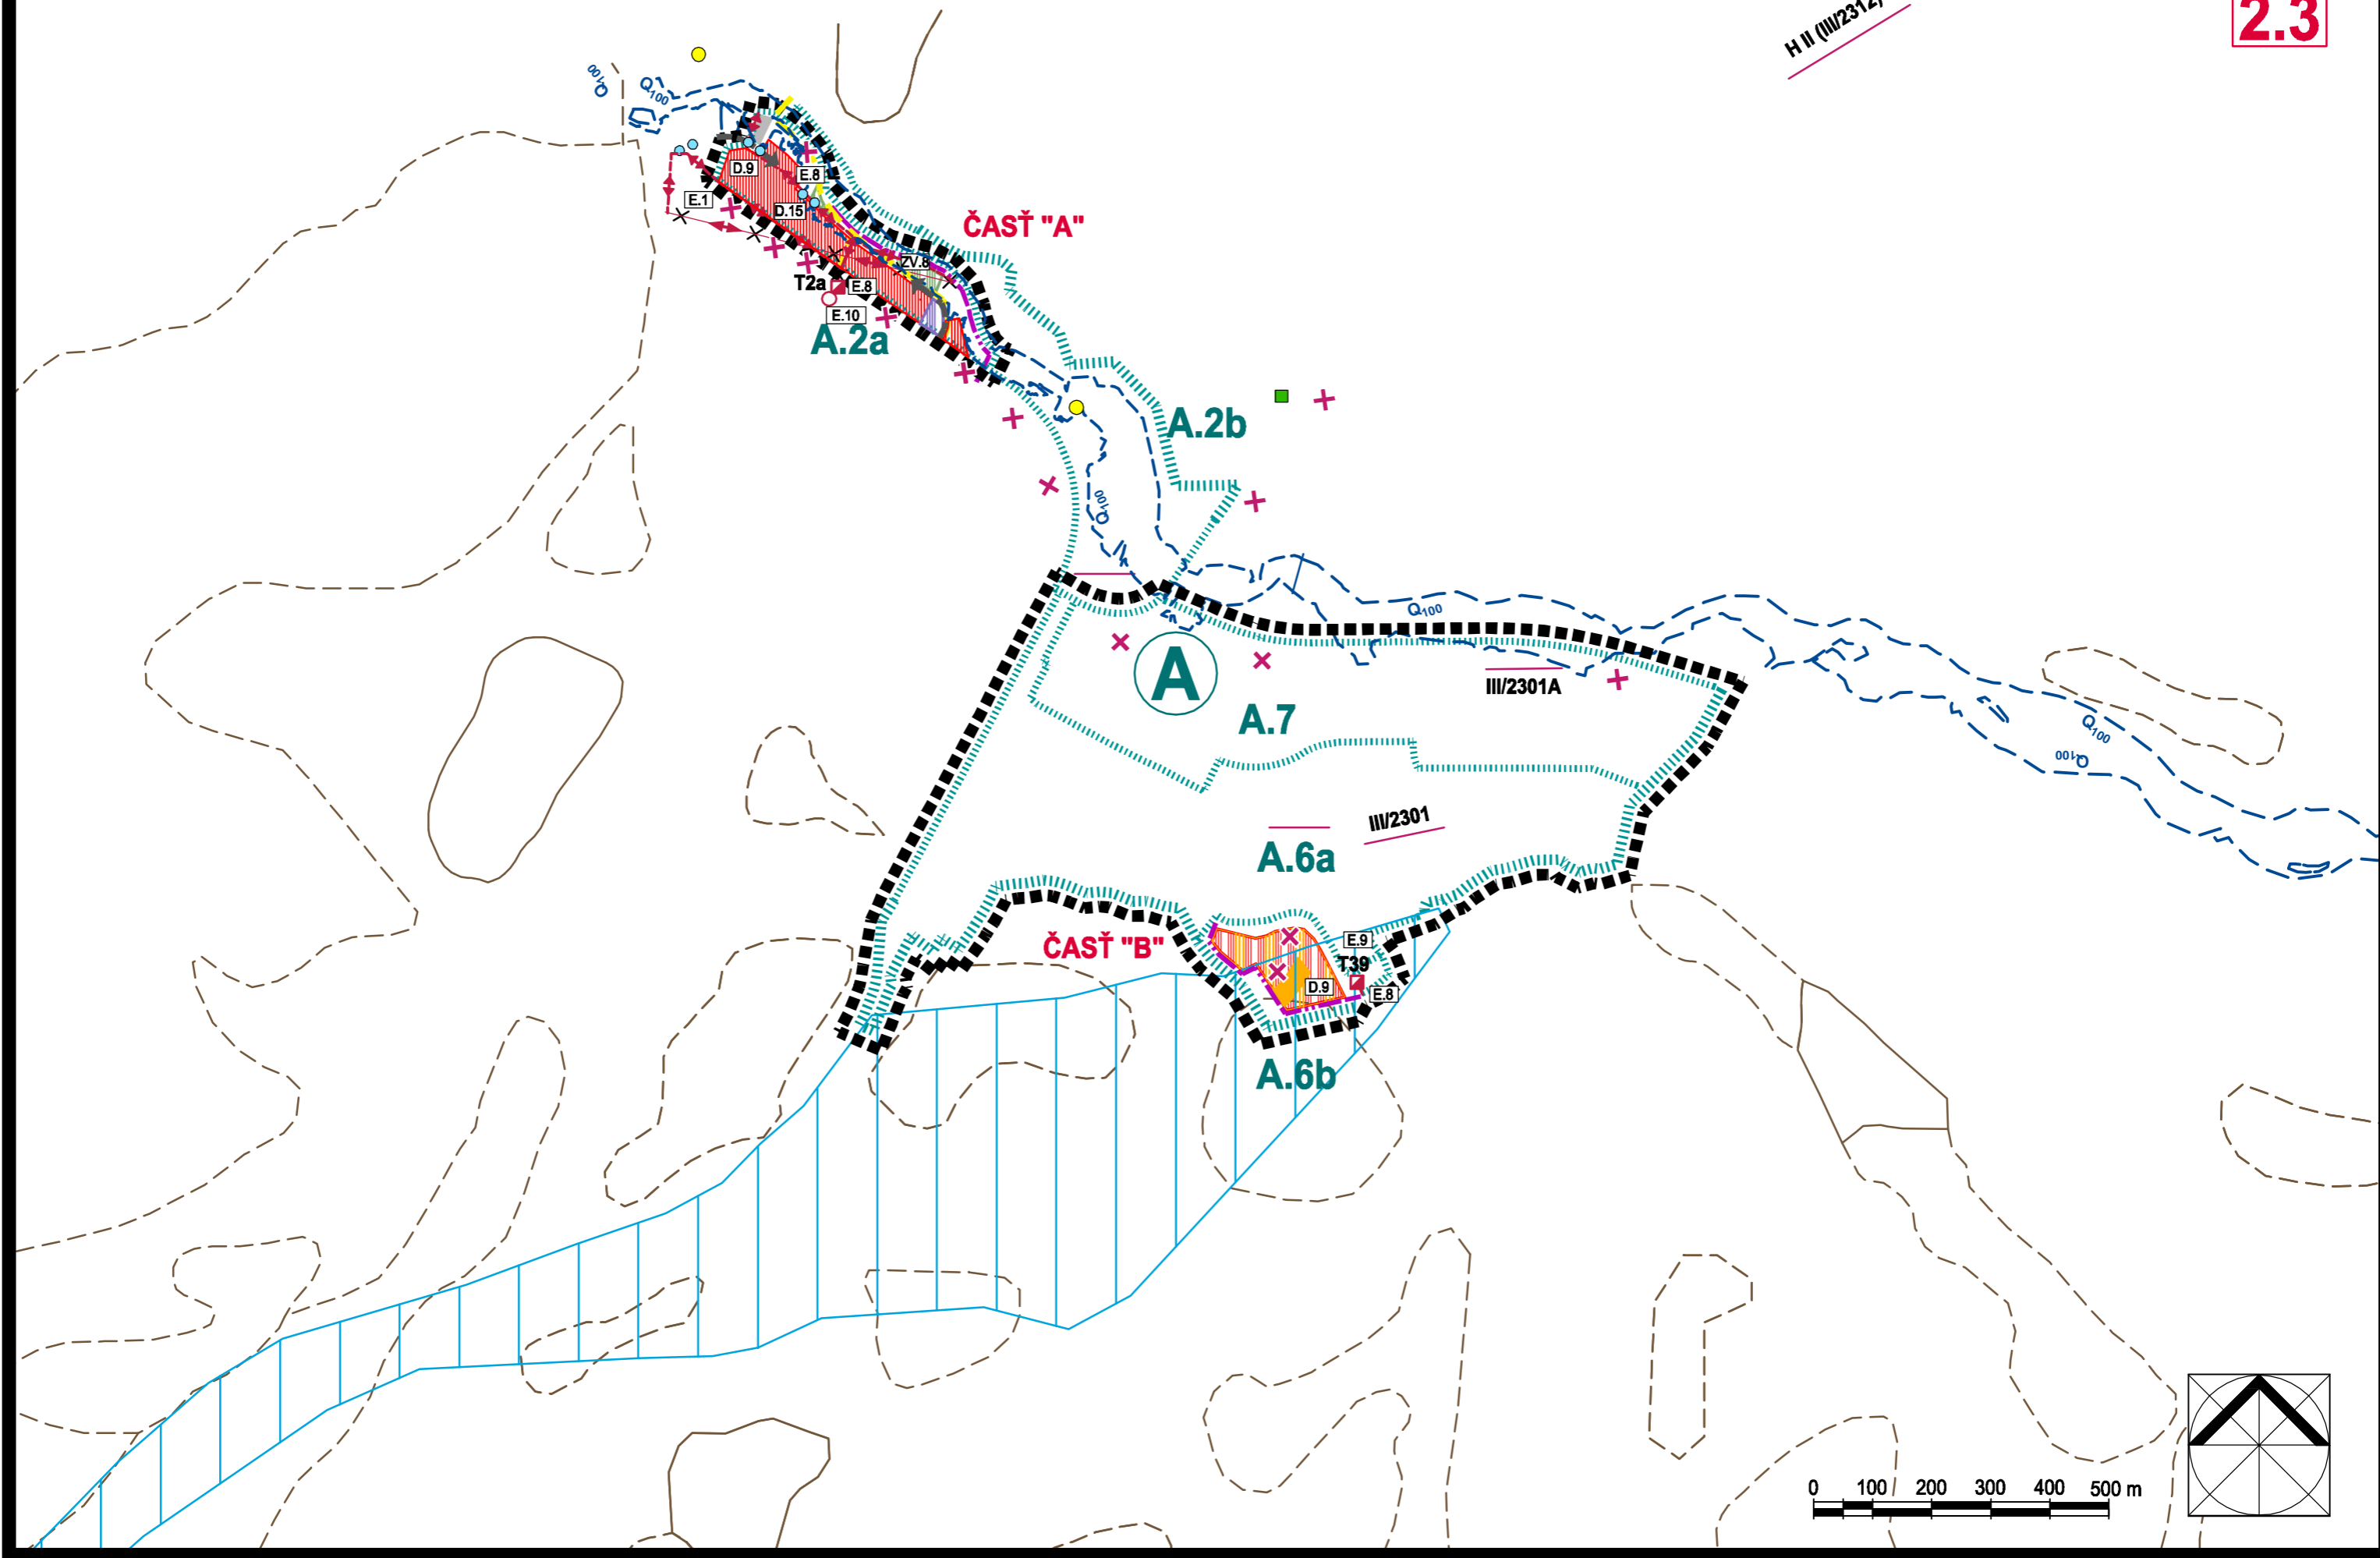 H II (III/2312)
2.3
Q100
Q100
D.9
E.8
E.1
D.15
ČASŤ "A"
ZV.8
T2a
E.8
E.10
A.2a
A.2b
Q100
Q100
A
III/2301A
A.7
Q100
Q100
III/2301
A.6a
ČASŤ "B"
E.9
T39
D.9
E.8
A.6b
0 100 200 300 400 500 m